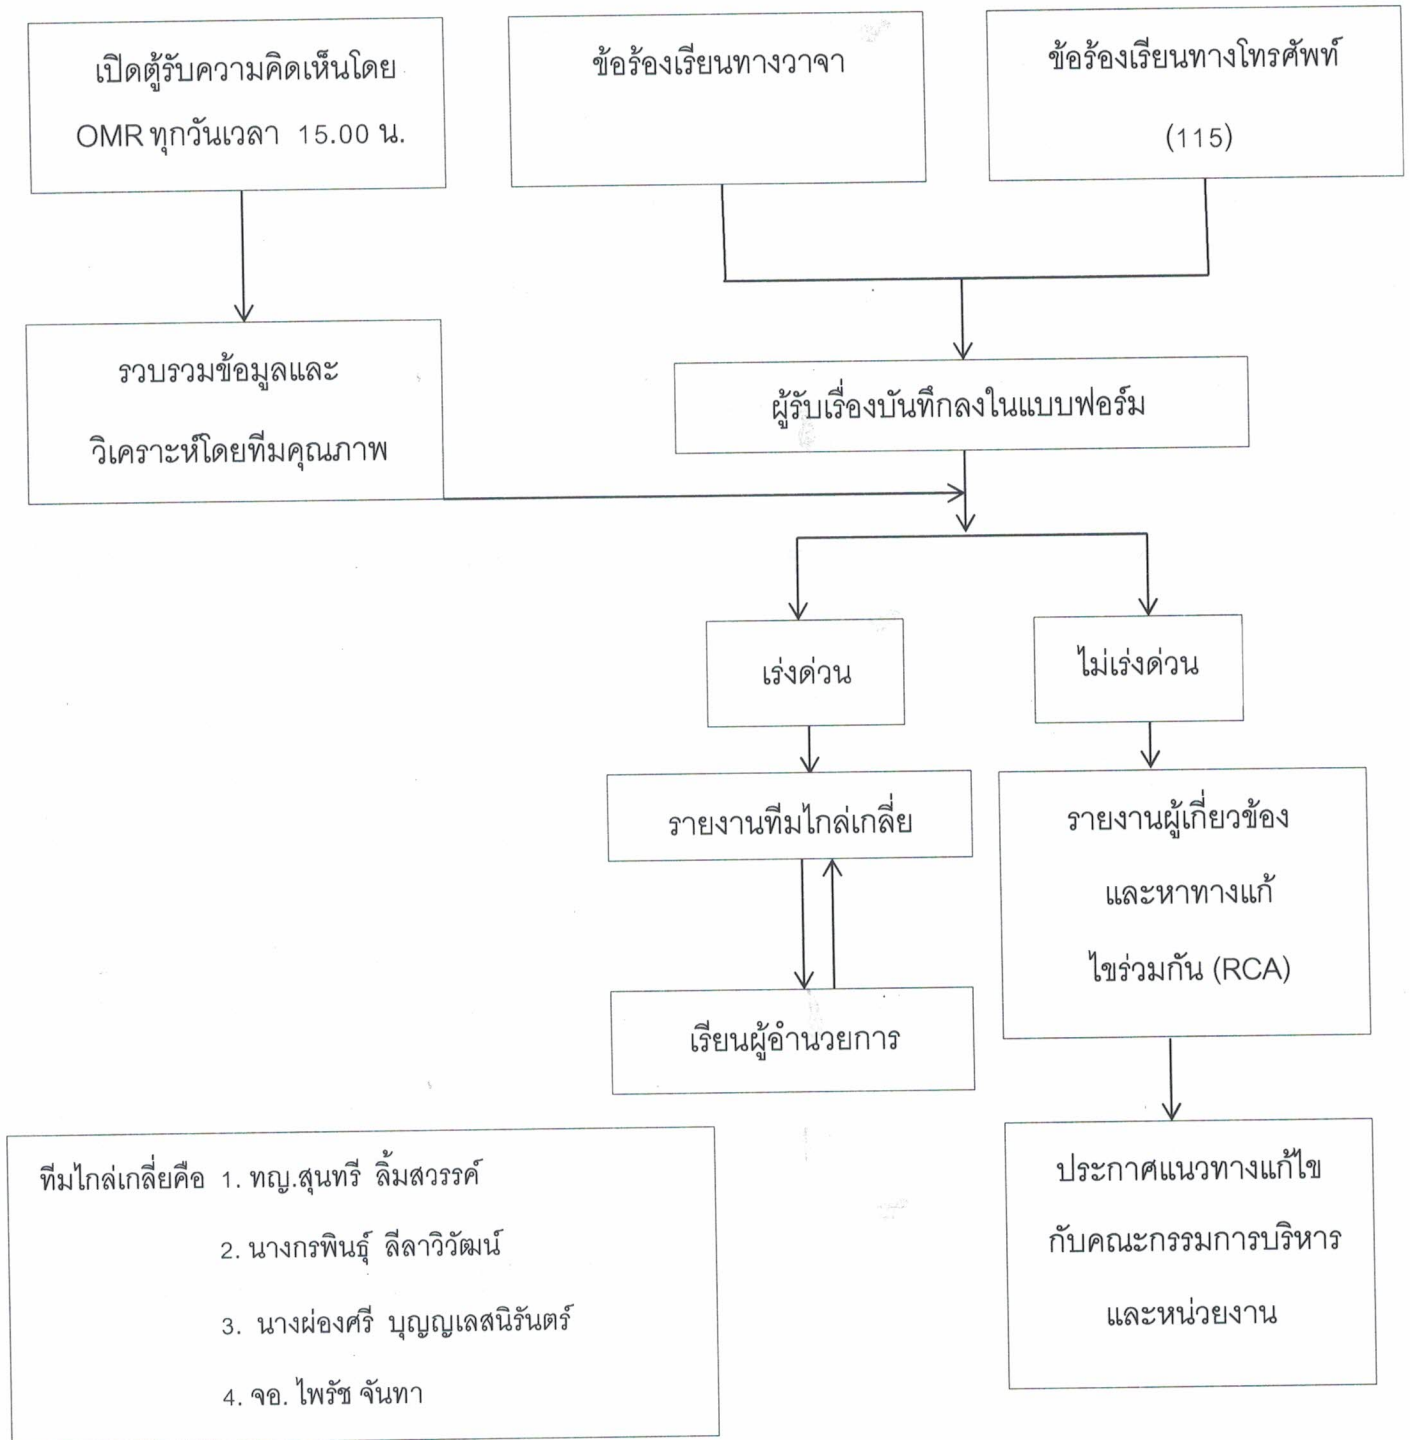 เปิดตู้รับความคิดเห็นโดย
OMR ทุกวันเวลา 15.00 น.
ข้อร้องเรียนทางวาจา
ข้อร้องเรียนทางโทรศัพท์
(115)
รวบรวมข้อมูลและ
วิเคราะห์โดยทีมคุณภาพ
ผู้รับเรื่องบันทึกลงในแบบฟอร์ม
เร่งด่วน
ไม่เร่งด่วน
รายงานทีมไกล่เกลี่ย
รายงานผู้เกี่ยวข้อง
และหาทางแก้
ไขร่วมกัน (RCA)
เรียนผู้อำนวยการ
ประกาศแนวทางแก้ไข
กับคณะกรรมการบริหาร
และหน่วยงาน
ทีมไกล่เกลี่ยคือ 1. ทญ.สุนทรี ลิ้มสวรรค์
2. นางกรพินธุ์ ลีลาวิวัฒน์
3. นางผ่องศรี บุญญเลสนิรันตร์
4. จอ. ไพรัช จันทา